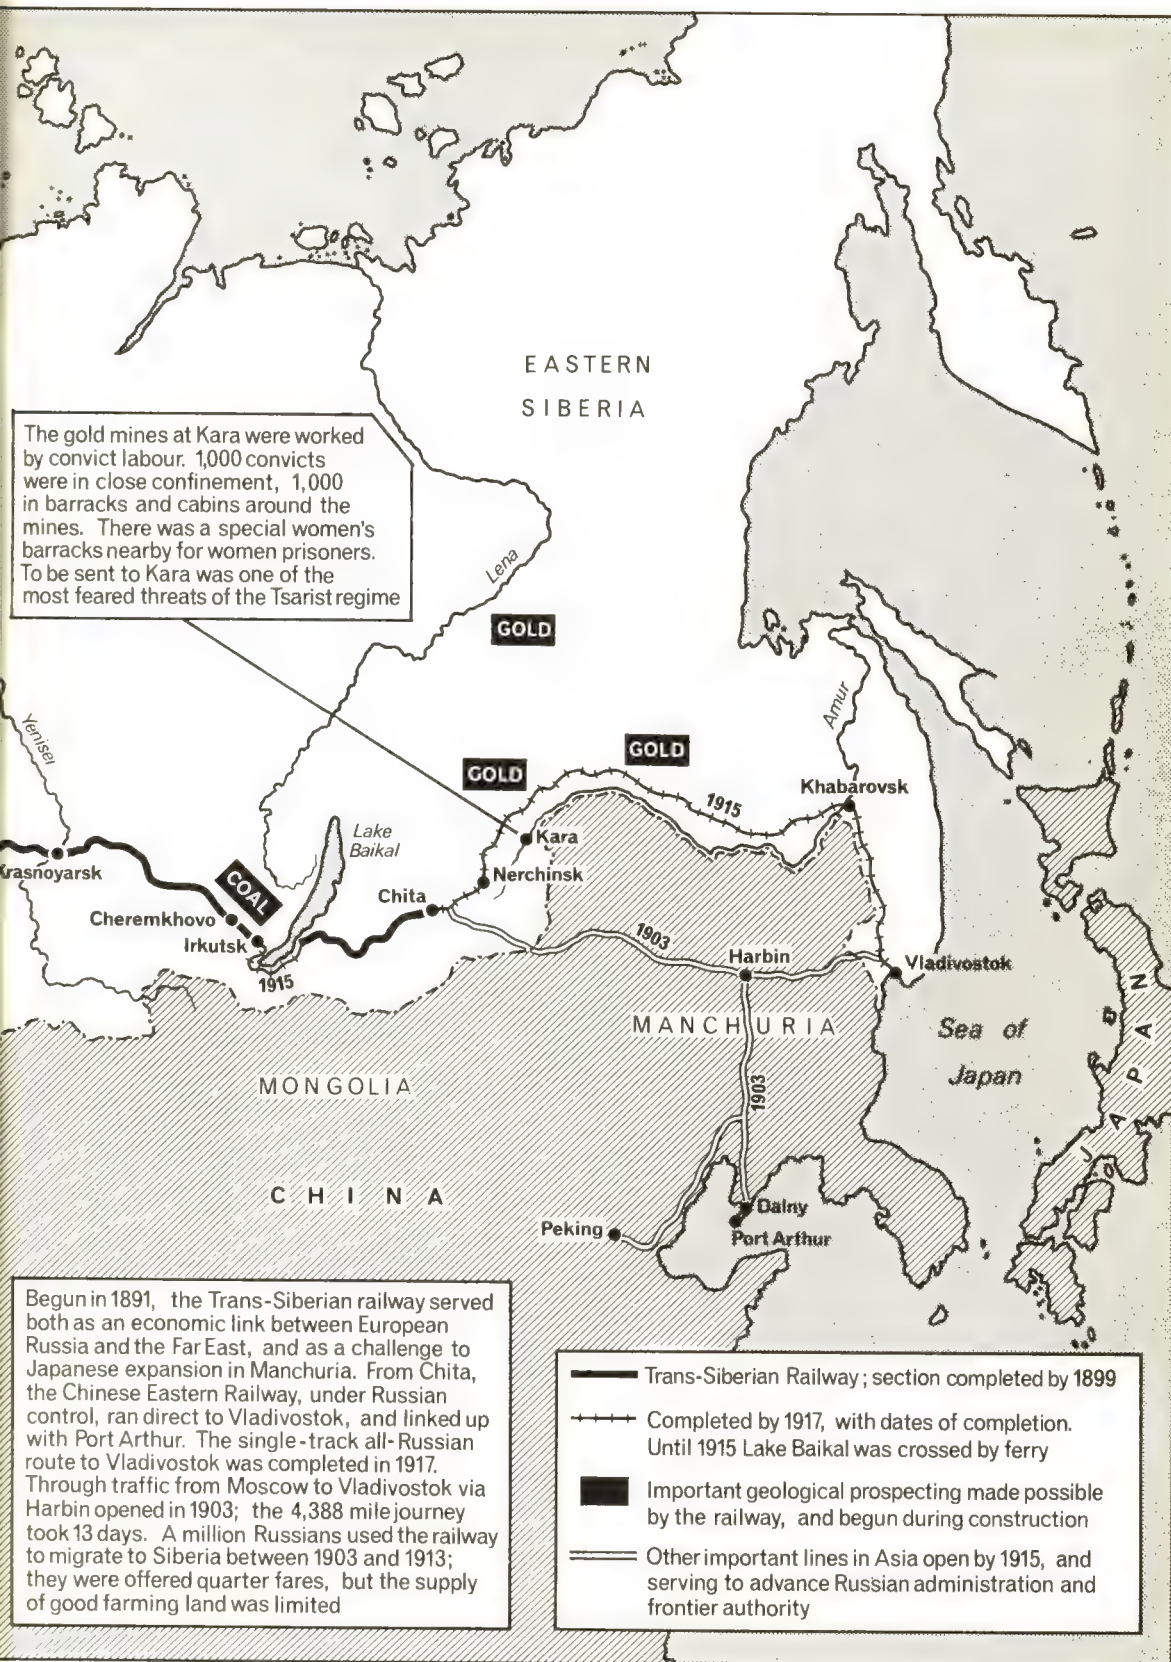 EASTERN
SIBERIA
The gold mines at Kara were worked
by convict labour. 1,000 convicts
were in close confinement, 1,000
in barracks and cabins around the
mines. There was a special women's
barracks nearby for women prisoners.
To be sent to Kara was one of the
most feared threats of the Tsarist regime
Lena
GOLD
Yenisei
Amur
GOLD
GOLD
Khabarovsk
1915
Lake
Baikal
Kara
Krasnoyarsk
COAL
Nerchinsk
Chita
Cheremkhovo
Irkutsk
1915
1903
Harbin
Vladivostok
MANCHURIA
Sea of
Japan
JAPAN
MONGOLIA
1903
CHINA
Dalny
Peking
Port Arthur
Begun in 1891, the Trans-Siberian railway served
both as an economic link between European
Russia and the Far East, and as a challenge to
Japanese expansion in Manchuria. From Chita,
the Chinese Eastern Railway, under Russian
control, ran direct to Vladivostok, and linked up
with Port Arthur. The single-track all-Russian
route to Vladivostok was completed in 1917.
Through traffic from Moscow to Vladivostok via
Harbin opened in 1903; the 4,388 mile journey
took 13 days. A million Russians used the railway
to migrate to Siberia between 1903 and 1913;
they were offered quarter fares, but the supply
of good farming land was limited
Trans-Siberian Railway; section completed by 1899
Completed by 1917, with dates of completion.
Until 1915 Lake Baikal was crossed by ferry
Important geological prospecting made possible
by the railway, and begun during construction
Other important lines in Asia open by 1915, and
serving to advance Russian administration and
frontier authority